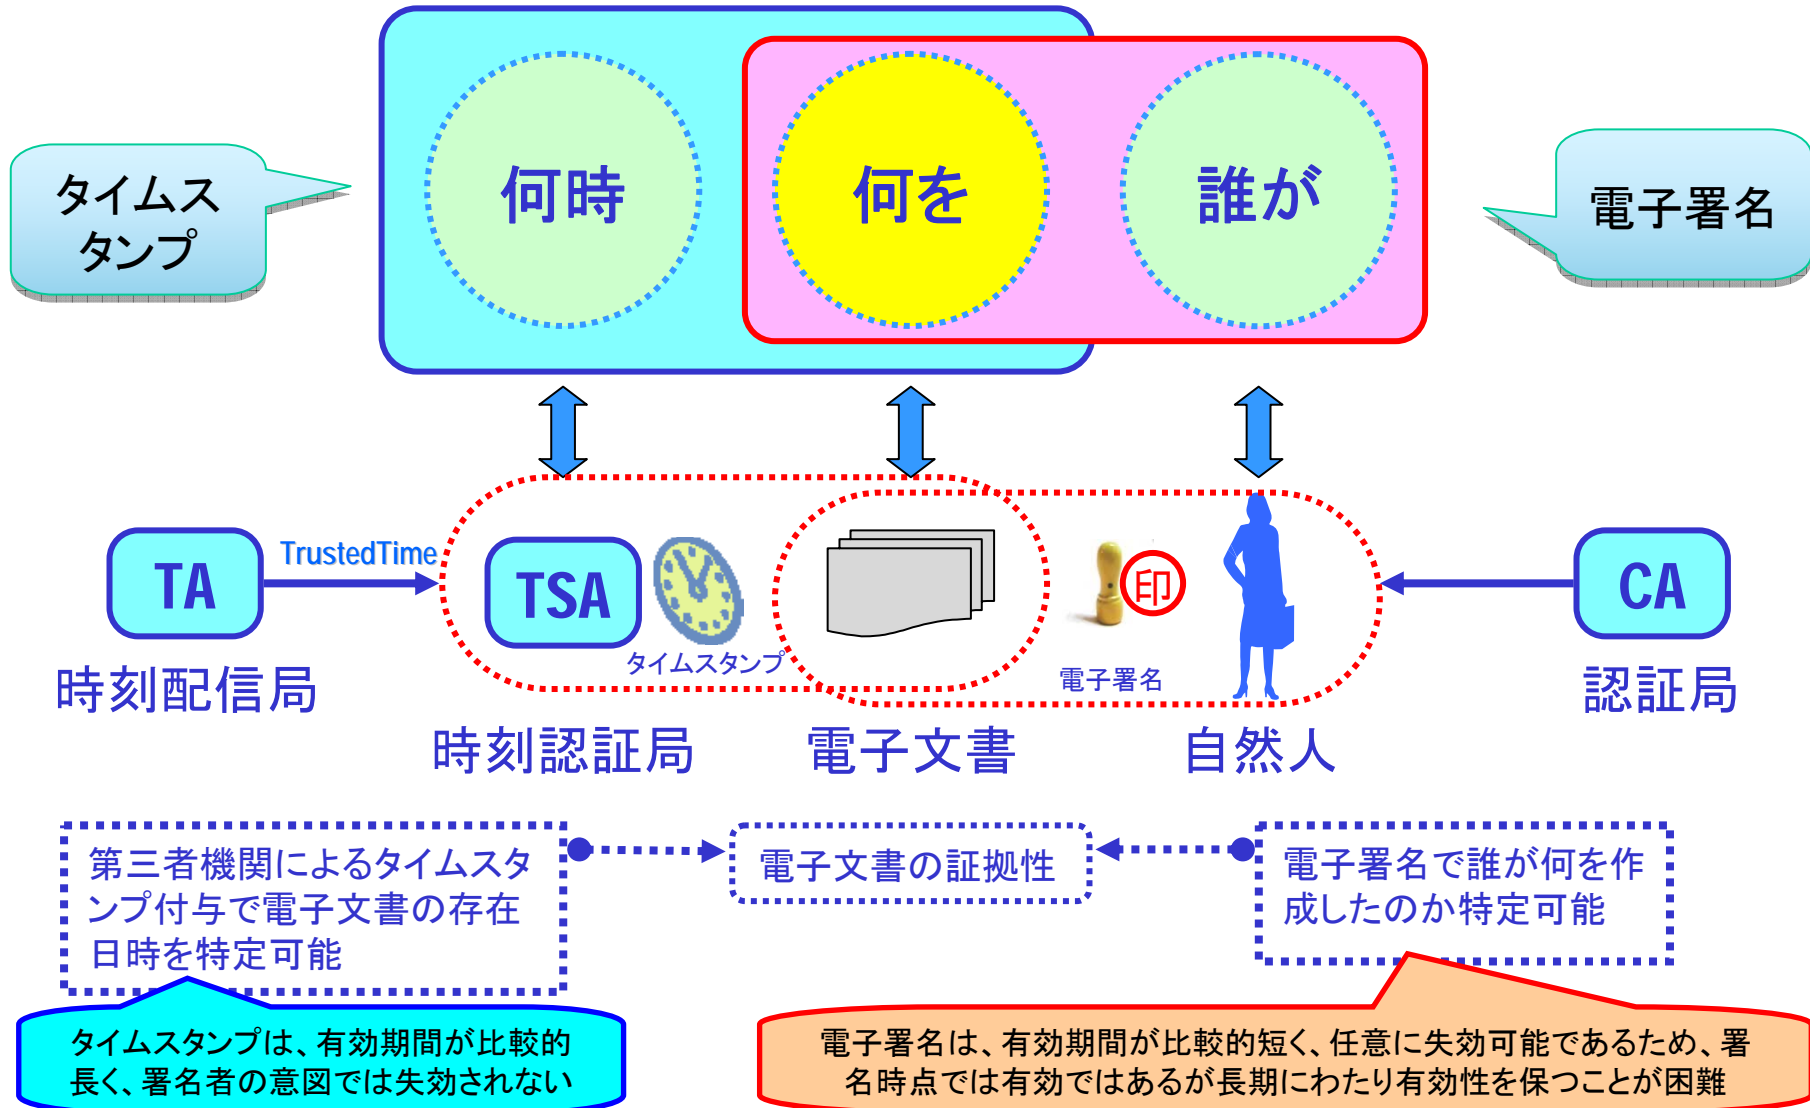 タイムス
タンプ
何時
何を
誰が
電子署名
TA
TrustedTime
TSA
タイムスタンプ
印
電子署名
CA
時刻配信局
時刻認証局
電子文書
自然人
認証局
第三者機関によるタイムスタ
ンプ付与で電子文書の存在
日時を特定可能
電子文書の証拠性
電子署名で誰が何を作
成したのか特定可能
タイムスタンプは、有効期間が比較的
長く、署名者の意図では失効されない
電子署名は、有効期間が比較的短く、任意に失効可能であるため、署
名時点では有効ではあるが長期にわたり有効性を保つことが困難